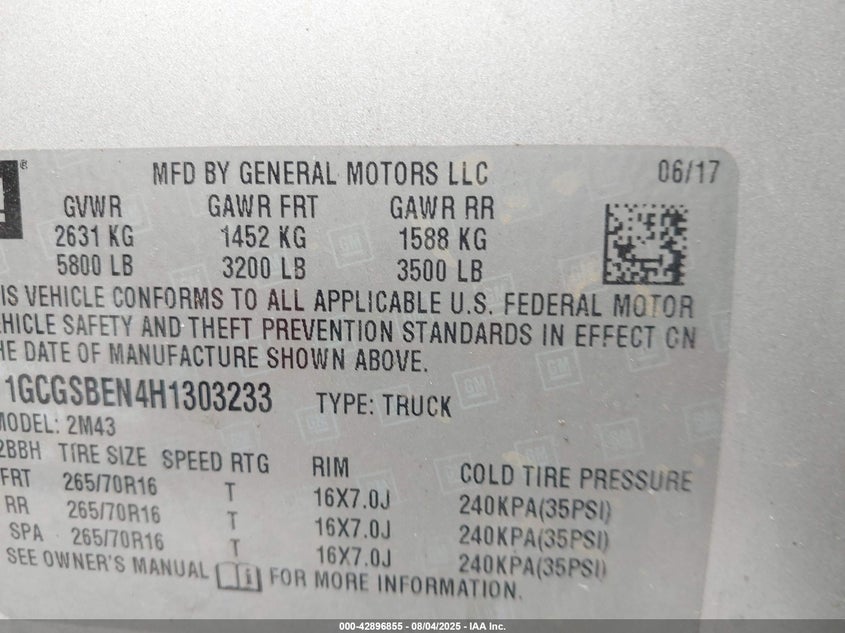 MFD BY GENERAL MOTORS LLC 06/17
GVWR GAWR FRT GAWR RR
2631 KG 1452 KG 1588 KG
5800 LB 3200 LB 3500 LB
IS VEHICLE CONFORMS TO ALL APPLICABLE U.S. FEDERAL MOTOR
EHICLE SAFETY AND THEFT PREVENTION STANDARDS IN EFFECT ON
HE DATE OF MANUFACTURE SHOWN ABOVE.
1GCGSBEN4H1303233 TYPE: TRUCK
MODEL: 2M43
2BBH TIRE SIZE SPEED RTG RIM COLD TIRE PRESSURE
FRT 265/70R16 T 16X7.0J 240KPA(35PSI)
RR 265/70R16 T 16X7.0J 240KPA(35PSI)
SPA 265/70R16 T 16X7.0J 240KPA(35PSI)
SEE OWNER'S MANUAL FOR MORE INFORMATION.
000-42896855 - 08/04/2025 - IAA Inc.